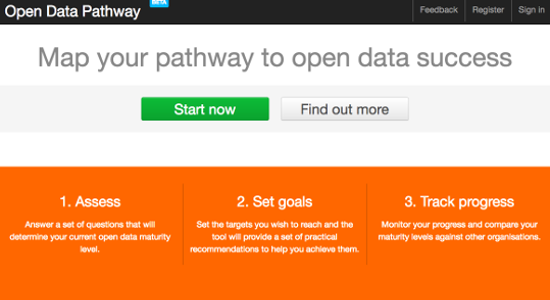 Open Data Pathway BETA Feedback Register Sign in
Map your pathway to open data success
Start now Find out more
1. Assess
Answer a set of questions that will
determine your current open data maturity
level.
2. Set goals
Set the targets you wish to reach and the
tool will provide a set of practical
recommendations to help you achieve them.
3. Track progress
Monitor your progress and compare your
maturity levels against other organisations.